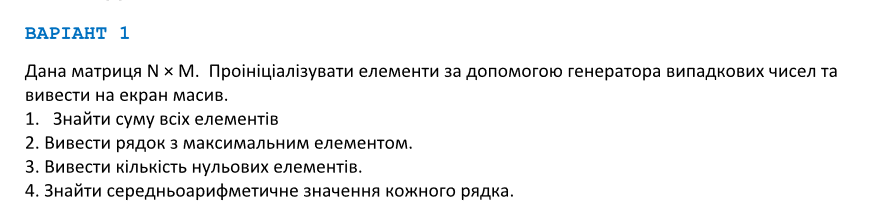 ВАРІАНТ 1
Дана матриця N × M. Проініціалізувати елементи за допомогою генератора випадкових чисел та
вивести на екран масив.
1. Знайти суму всіх елементів
2. Вивести рядок з максимальним елементом.
3. Вивести кількість нульових елементів.
4. Знайти середньоарифметичне значення кожного рядка.